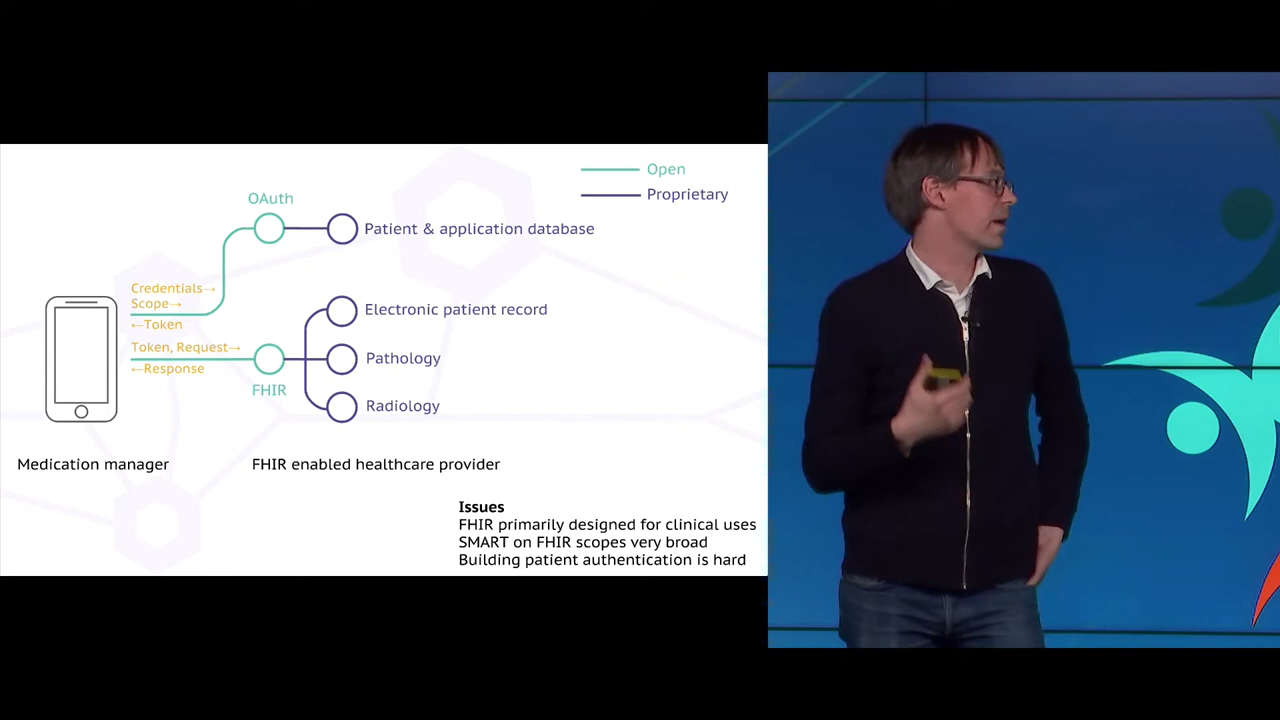 Open
Proprietary
OAuth
Patient & application database
Credentials→
Scope→
←Token
Token, Request→
←Response
FHIR
Electronic patient record
Pathology
Radiology
Medication manager
FHIR enabled healthcare provider
Issues
FHIR primarily designed for clinical uses
SMART on FHIR scopes very broad
Building patient authentication is hard